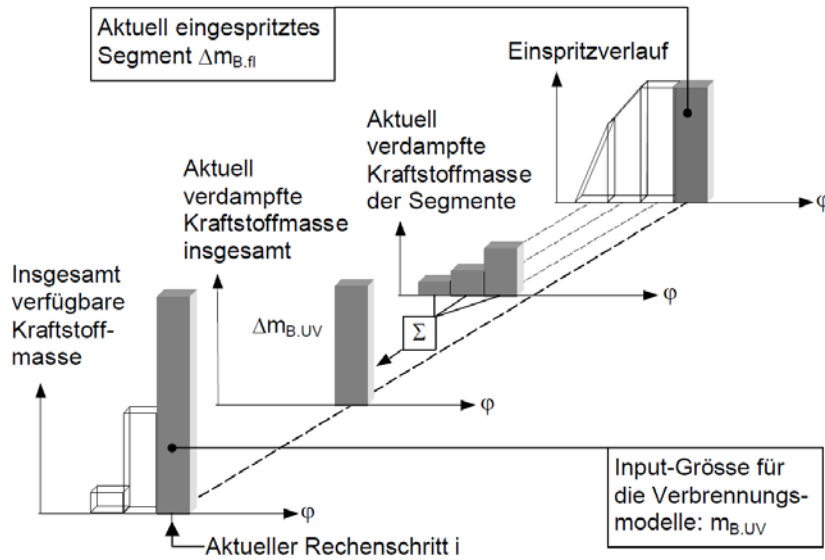 Aktuell eingespritztes
Segment Δm_B.fl
Einspritzverlauf
φ
Aktuell
verdampfte
Kraftstoffmasse
der Segmente
φ
Aktuell
verdampfte
Kraftstoffmasse
insgesamt
Δm_B.UV
Σ
φ
Insgesamt
verfügbare
Kraftstoff-
masse
φ
Input-Grösse für
die Verbrennungs-
modelle: m_B.UV
Aktueller Rechenschritt i